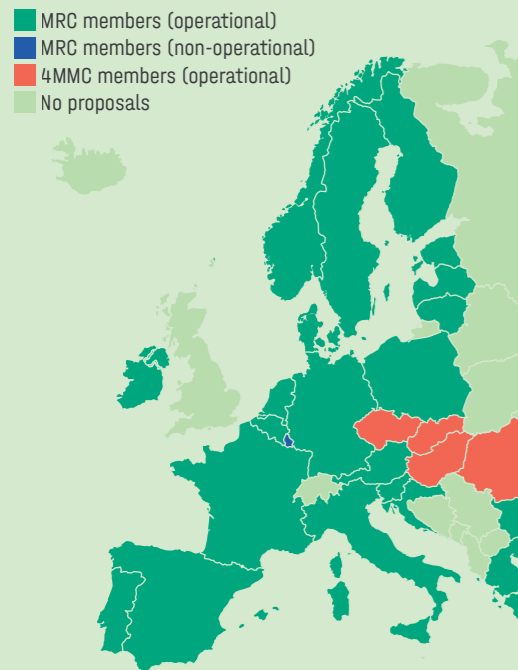 MRC members (operational)
MRC members (non-operational)
4MMC members (operational)
No proposals